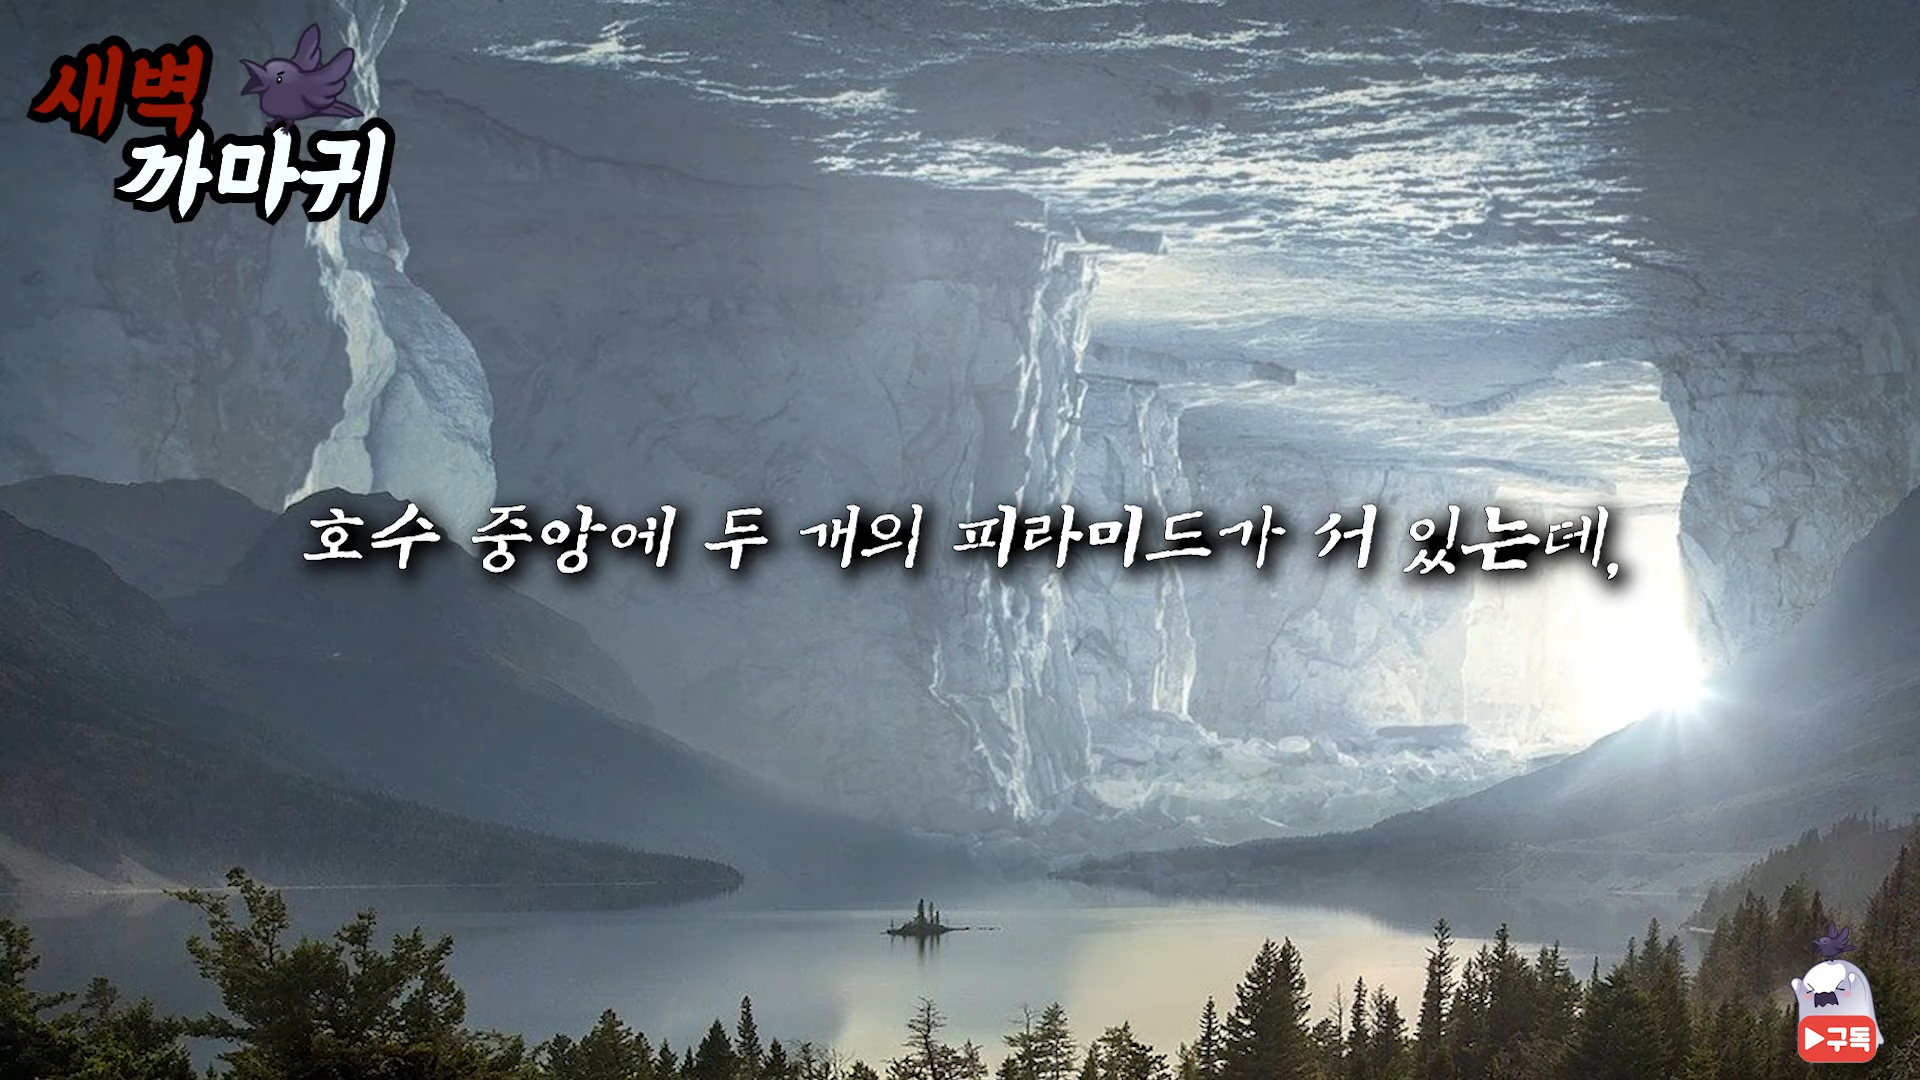 새벽
까마귀
호수 중앙에 두 개의 피라미드가 서 있는데,
구독